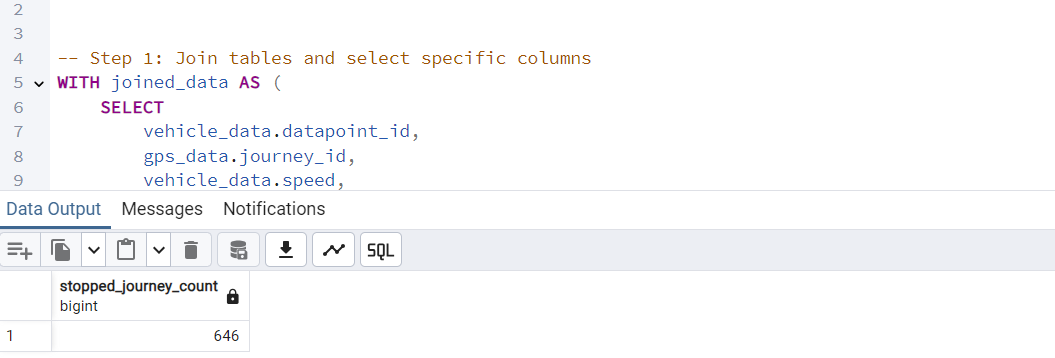 2
3
4 -- Step 1: Join tables and select specific columns
5 WITH joined_data AS (
6 SELECT
7 vehicle_data.datapoint_id,
8 gps_data.journey_id,
9 vehicle_data.speed,
Data Output Messages Notifications
SQL
stopped_journey_count
bigint
1 646